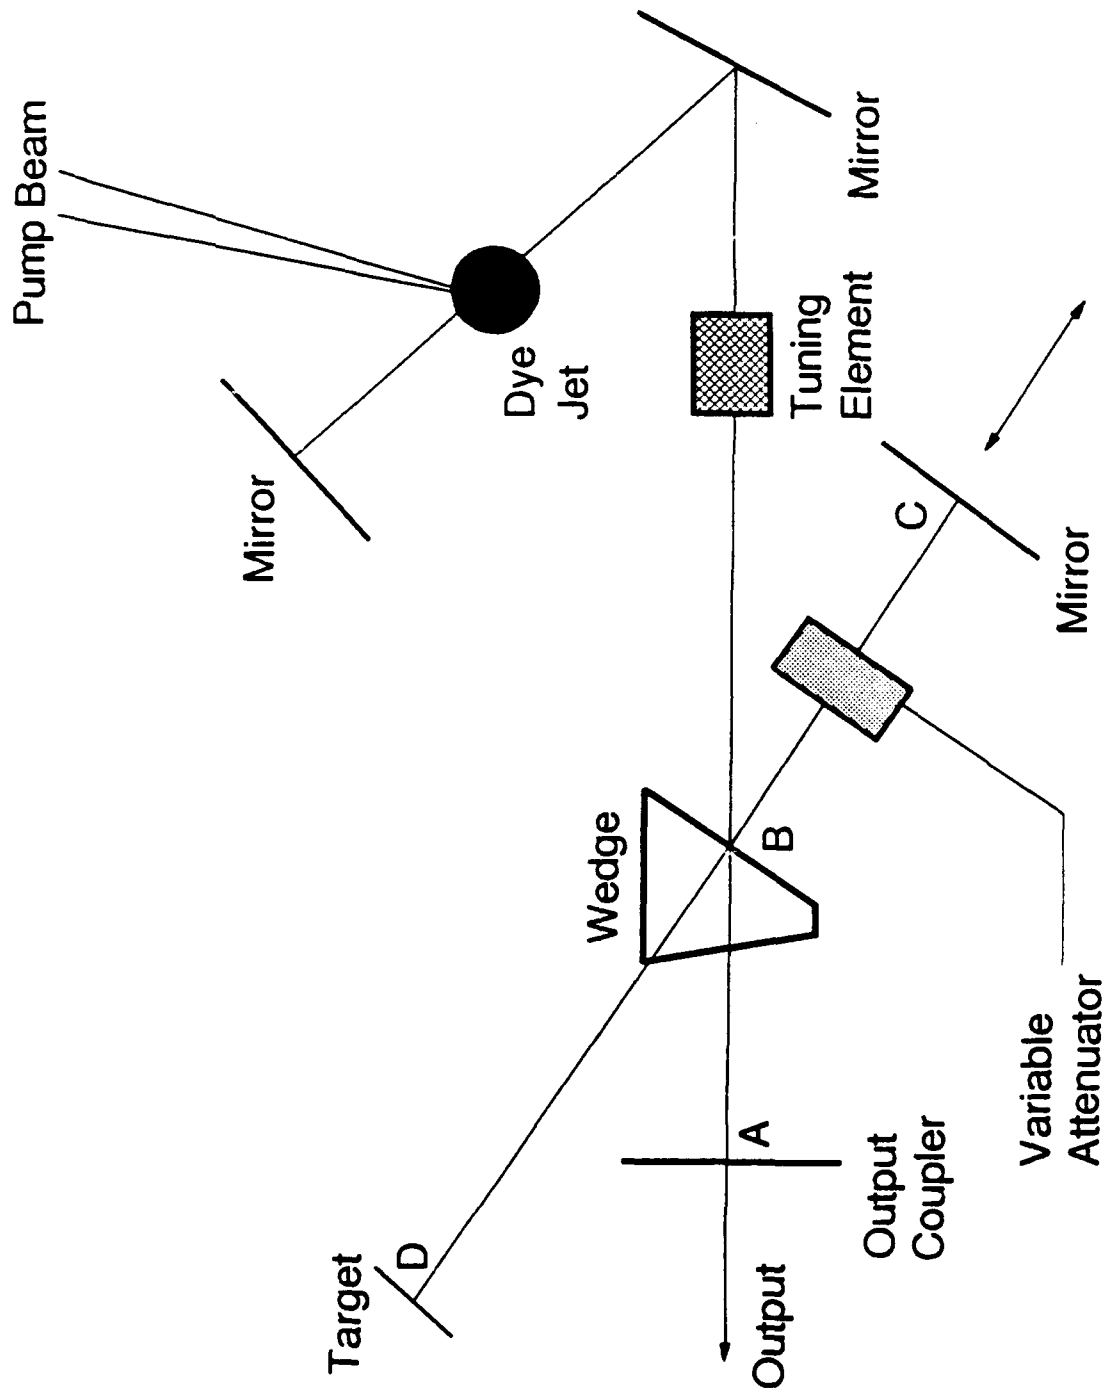 Pump Beam
Mirror
Dye
Jet
Mirror
Tuning
Element
C
Mirror
Wedge
B
Variable
Attenuator
A
Output
Coupler
D
Target
Output